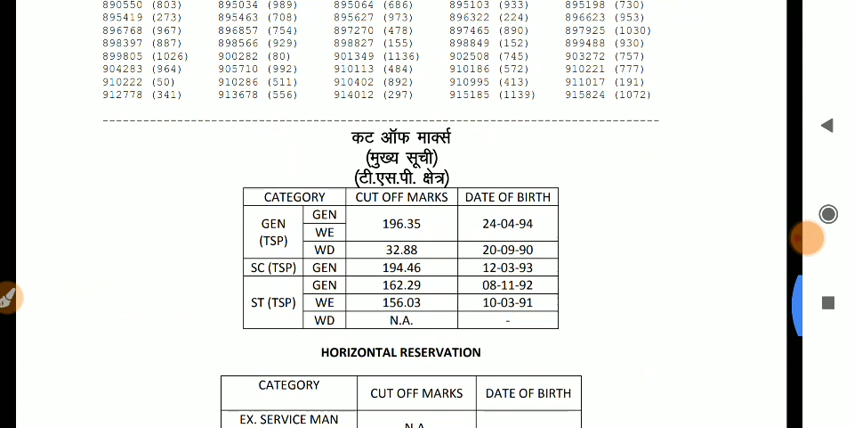 890550 (803) 895034 (989) 895064 (686) 895103 (933) 895198 (730)
895419 (273) 895463 (708) 895627 (973) 896322 (224) 896623 (953)
896768 (967) 896857 (754) 897270 (478) 897465 (890) 897925 (1030)
898397 (887) 898566 (929) 898827 (155) 898849 (152) 899488 (930)
899805 (1026) 900282 (80) 901349 (1136) 902508 (745) 903272 (757)
904283 (964) 905710 (992) 910113 (484) 910186 (572) 910221 (777)
910222 (50) 910286 (511) 910402 (892) 910995 (413) 911017 (191)
912778 (341) 913678 (556) 914012 (297) 915185 (1139) 915824 (1072)
कट ऑफ मार्क्स
(मुख्य सूची)
(टी.एस.पी. क्षेत्र)
CATEGORY CUT OFF MARKS DATE OF BIRTH
GEN (TSP) GEN 196.35 24-04-94
WE
WD 32.88 20-09-90
SC (TSP) GEN 194.46 12-03-93
ST (TSP) GEN 162.29 08-11-92
WE 156.03 10-03-91
WD N.A. -
HORIZONTAL RESERVATION
CATEGORY CUT OFF MARKS DATE OF BIRTH
EX. SERVICE MAN N.A.